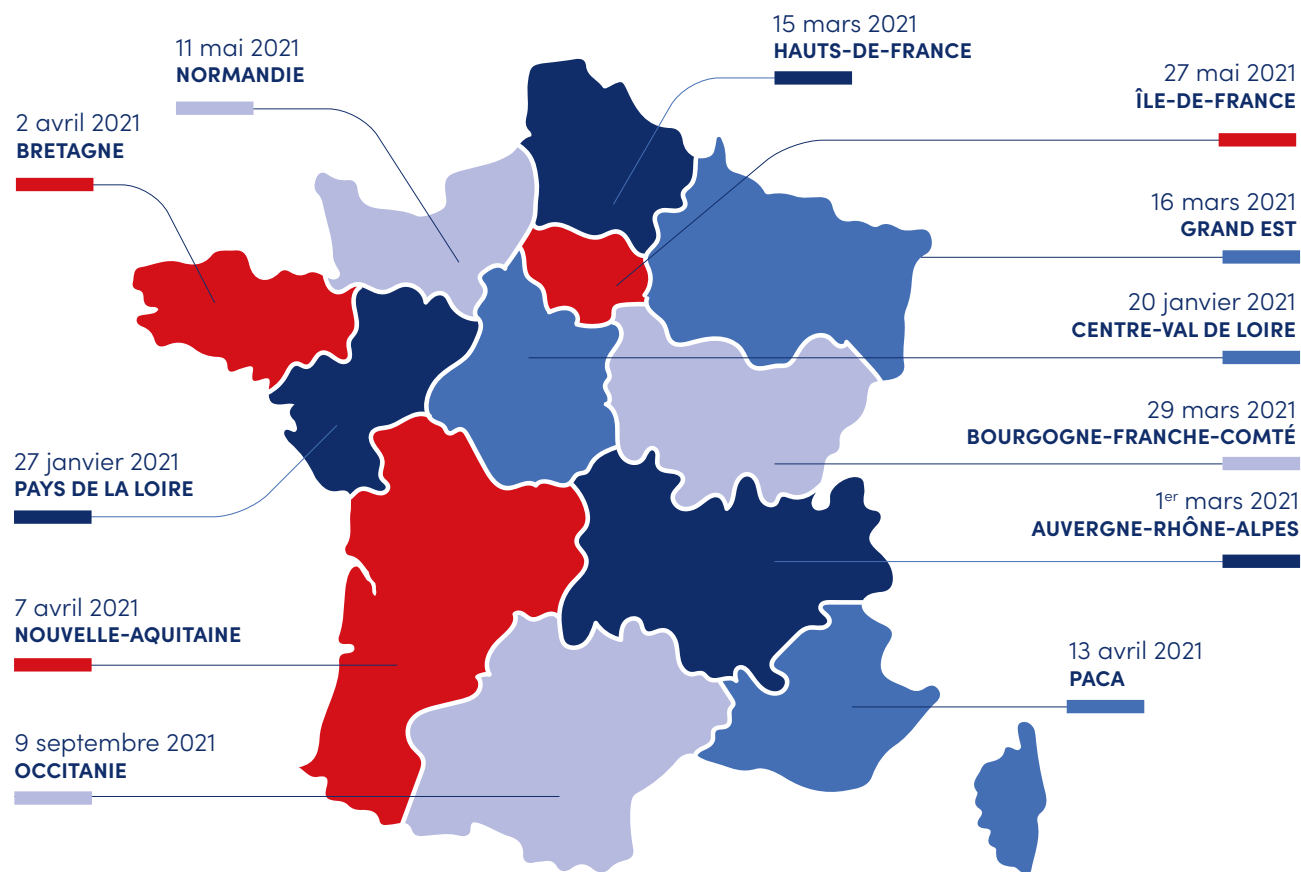 15 mars 2021
HAUTS-DE-FRANCE
11 mai 2021
NORMANDIE
27 mai 2021
ÎLE-DE-FRANCE
2 avril 2021
BRETAGNE
16 mars 2021
GRAND EST
20 janvier 2021
CENTRE-VAL DE LOIRE
29 mars 2021
BOURGOGNE-FRANCHE-COMTÉ
27 janvier 2021
PAYS DE LA LOIRE
1er mars 2021
AUVERGNE-RHÔNE-ALPES
7 avril 2021
NOUVELLE-AQUITAINE
13 avril 2021
PACA
9 septembre 2021
OCCITANIE